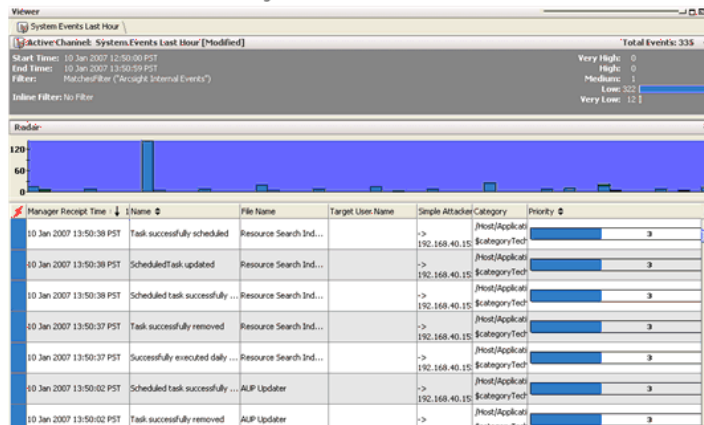 Viewer
System Events Last Hour
Active Channel: System Events Last Hour [Modified] Total Events: 335
Start Time: 10 Jan 2007 12:50:00 PST Very High: 0
End Time: 10 Jan 2007 13:50:59 PST High: 0
Filter: MatchesFilter ("Arcsight Internal Events") Medium: 1
Low: 322
Inline Filter: No Filter Very Low: 12
Radar
120
60
0
Manager Receipt Time 1 Name File Name Target User Name Simple Attacker Category Priority
10 Jan 2007 13:50:38 PST Task successfully scheduled Resource Search Ind... -> 192.168.40.15 /Host/Applicati $categoryTech 3
10 Jan 2007 13:50:38 PST ScheduledTask updated Resource Search Ind... -> 192.168.40.15 /Host/Applicati $categoryTech 3
10 Jan 2007 13:50:38 PST Scheduled task successfully ... Resource Search Ind... -> 192.168.40.15 /Host/Applicati $categoryTech 3
10 Jan 2007 13:50:37 PST Task successfully removed Resource Search Ind... -> 192.168.40.15 /Host/Applicati $categoryTech 3
10 Jan 2007 13:50:37 PST Successfully executed daily ... Resource Search Ind... -> 192.168.40.15 /Host/Applicati $categoryTech 3
10 Jan 2007 13:50:02 PST Scheduled task successfully ... AUP Updater -> 192.168.40.15 /Host/Applicati $categoryTech 3
10 Jan 2007 13:50:02 PST Task successfully removed AUP Updater -> /Host/Applicati 3